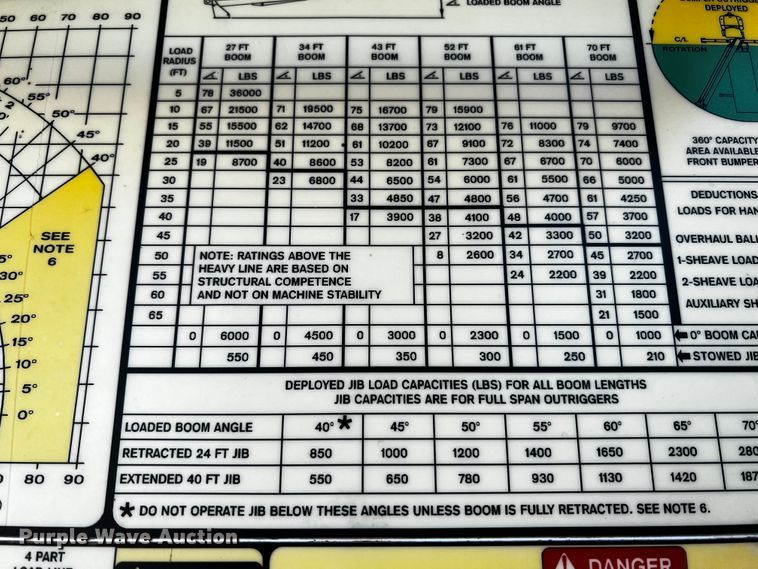 LOADED BOOM ANGLE
50 60 70 80 90
DEPLOYED
C/L
ROTATION
360° CAPACITY
AREA AVAILABLE
FRONT BUMPER
DEDUCTIONS
LOADS FOR HAN
OVERHAUL BALL
1-SHEAVE LOAD
2-SHEAVE LOA
AUXILIARY SH
60°
55°
50°
45°
40°
SEE
NOTE
6
30°
25°
20°
15°
10°
5°
0°
70 80 90
LOAD RADIUS (FT) 27 FT BOOM 34 FT BOOM 43 FT BOOM 52 FT BOOM 61 FT BOOM 70 FT BOOM
LBS LBS LBS LBS LBS LBS
5 78 36000
10 67 21500 71 19500 75 16700 79 15900
15 55 15500 62 14700 68 13700 73 12100 76 11000 79 9700
20 39 11500 51 11200 61 10200 67 9100 72 8300 74 7400
25 19 8700 40 8600 53 8200 61 7300 67 6700 70 6000
30 23 6800 44 6500 54 6000 61 5500 66 5000
35 33 4850 47 4800 56 4700 61 4250
40 17 3900 38 4100 48 4000 57 3700
45 27 3200 42 3300 50 3200
50 8 2600 34 2700 45 2700
55 24 2200 39 2200
60 31 1800
65 21 1500
NOTE: RATINGS ABOVE THE
HEAVY LINE ARE BASED ON
STRUCTURAL COMPETENCE
AND NOT ON MACHINE STABILITY
0 6000 0 4500 0 3000 0 2300 0 1500 0 1000 0° BOOM CA
550 450 350 300 250 210 STOWED JIB
DEPLOYED JIB LOAD CAPACITIES (LBS) FOR ALL BOOM LENGTHS
JIB CAPACITIES ARE FOR FULL SPAN OUTRIGGERS
LOADED BOOM ANGLE 40°* 45° 50° 55° 60° 65° 70°
RETRACTED 24 FT JIB 850 1000 1200 1400 1650 2300 280
EXTENDED 40 FT JIB 550 650 780 930 1130 1420 187
* DO NOT OPERATE JIB BELOW THESE ANGLES UNLESS BOOM IS FULLY RETRACTED. SEE NOTE 6.
Purple Wave Auction
4 PART
DANGER